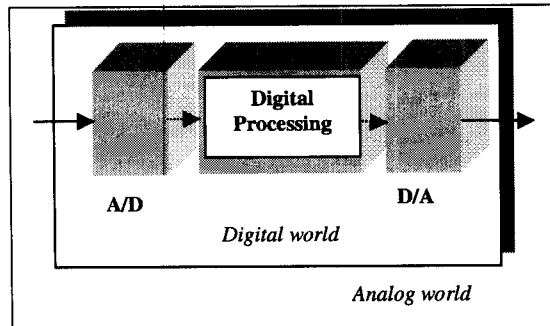 Digital
Processing
A/D
D/A
Digital world
Analog world